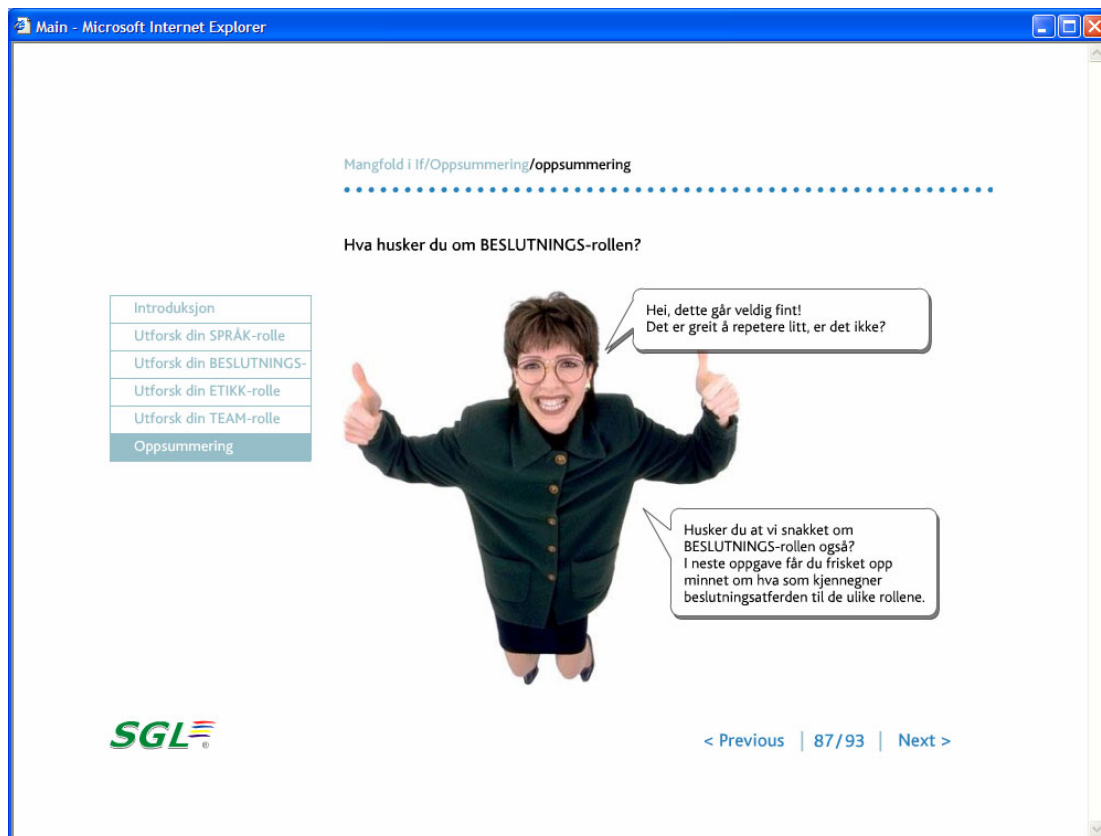 Main - Microsoft Internet Explorer
Mangfold i If/Oppsummering/oppsummering
Hva husker du om BESLUTNINGS-rollen?
Introduksjon
Utforsk din SPRÅK-rolle
Utforsk din BESLUTNINGS-
Utforsk din ETIKK-rolle
Utforsk din TEAM-rolle
Oppsummering
Hei, dette går veldig fint!
Det er greit å repetere litt, er det ikke?
Husker du at vi snakket om
BESLUTNINGS-rollen også?
I neste oppgave får du frisket opp
minnet om hva som kjennegner
beslutningsatferden til de ulike rollene.
SGL®
< Previous | 87/93 | Next >